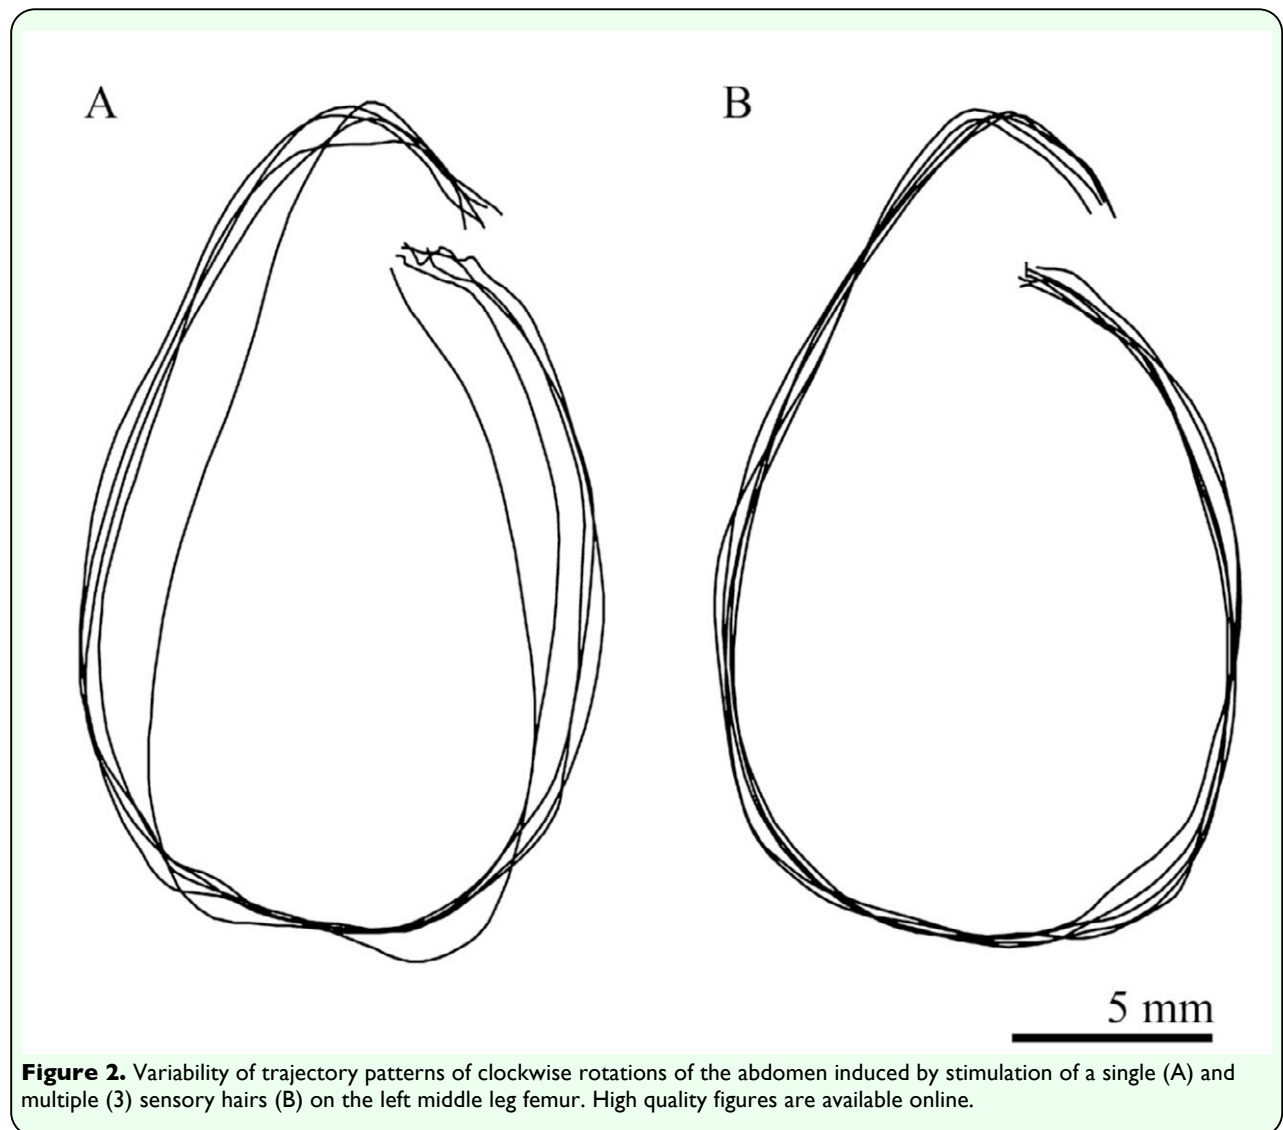 A
B
5 mm
Figure 2. Variability of trajectory patterns of clockwise rotations of the abdomen induced by stimulation of a single (A) and
multiple (3) sensory hairs (B) on the left middle leg femur. High quality figures are available online.